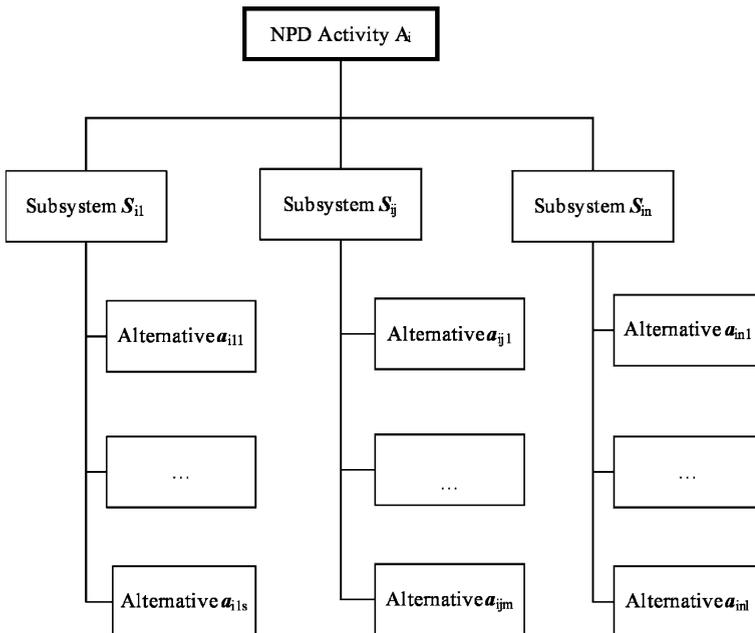 NPD Activity Ai
Subsystem Si1
Subsystem Sij
Subsystem Sin
Alternative ai11
Alternative aij1
Alternative ain1
...
...
...
Alternative ai1s
Alternative aijm
Alternative ainl